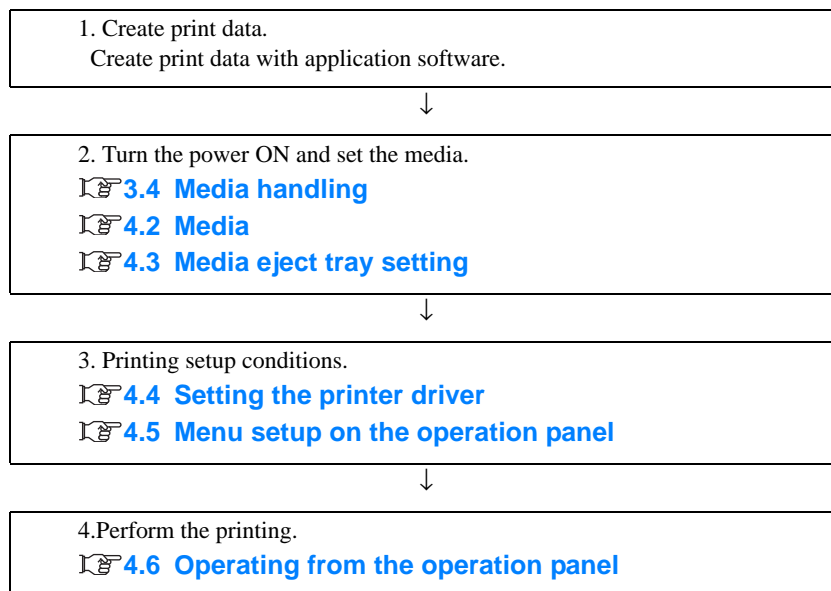 1. Create print data.
Create print data with application software.
↓
2. Turn the power ON and set the media.
3.4 Media handling
4.2 Media
4.3 Media eject tray setting
↓
3. Printing setup conditions.
4.4 Setting the printer driver
4.5 Menu setup on the operation panel
↓
4.Perform the printing.
4.6 Operating from the operation panel